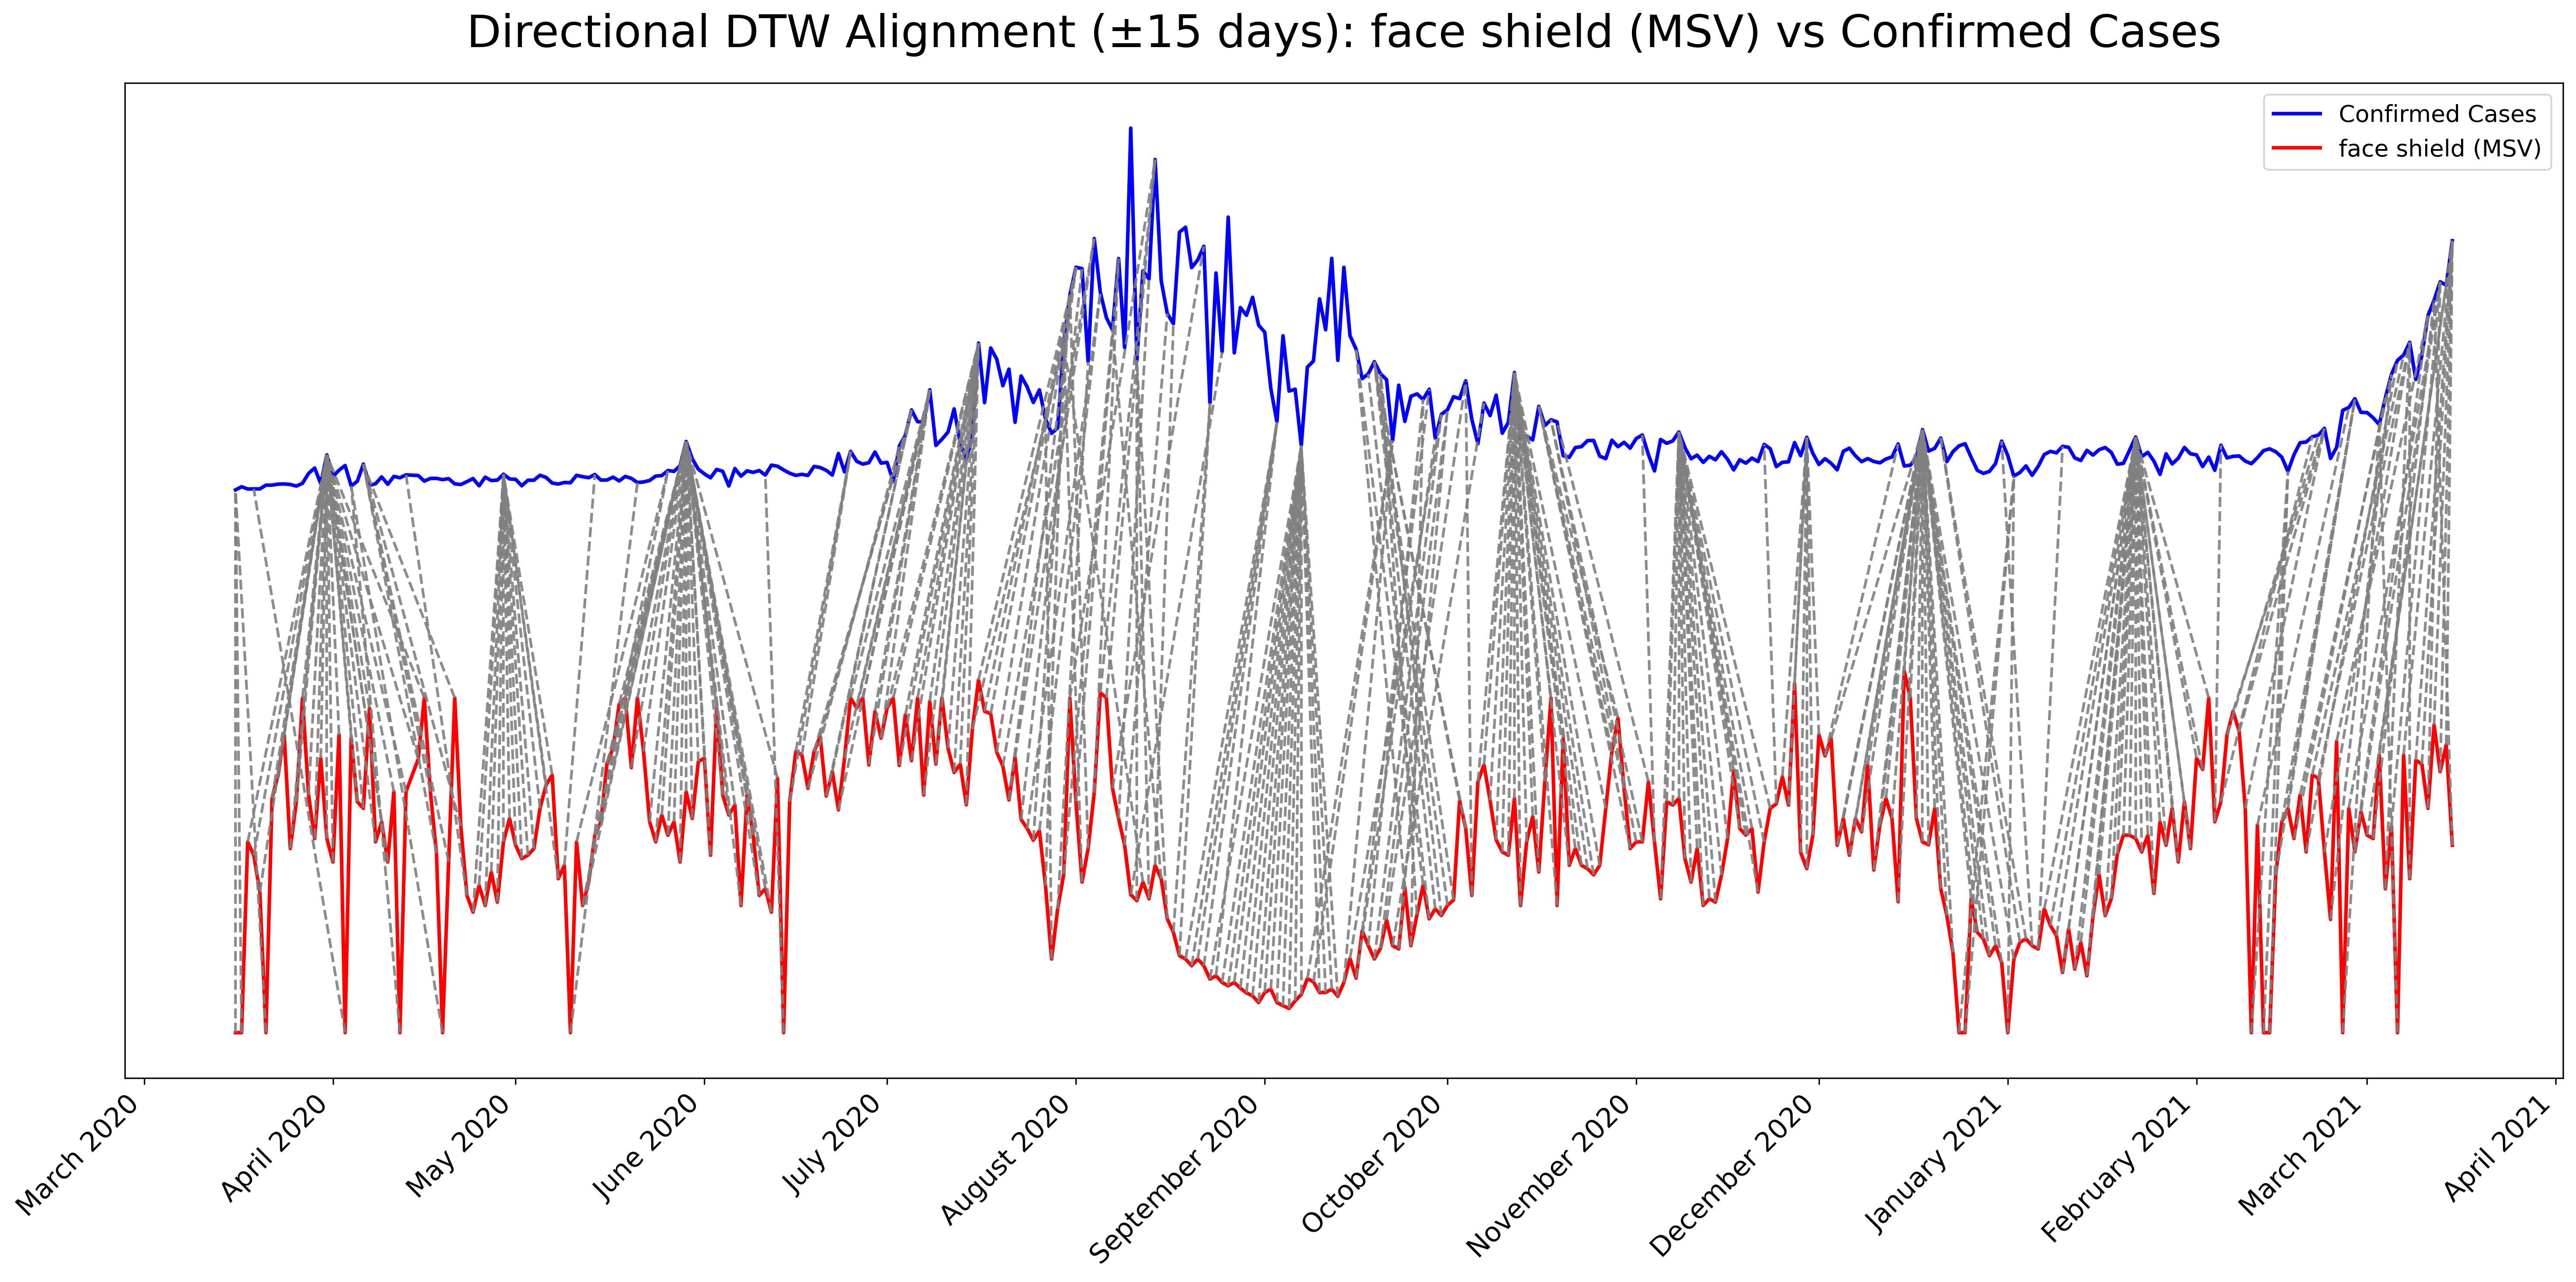 Directional DTW Alignment (±15 days): face shield (MSV) vs Confirmed Cases
Confirmed Cases
face shield (MSV)
March 2020
April 2020
May 2020
June 2020
July 2020
August 2020
September 2020
October 2020
November 2020
December 2020
January 2021
February 2021
March 2021
April 2021